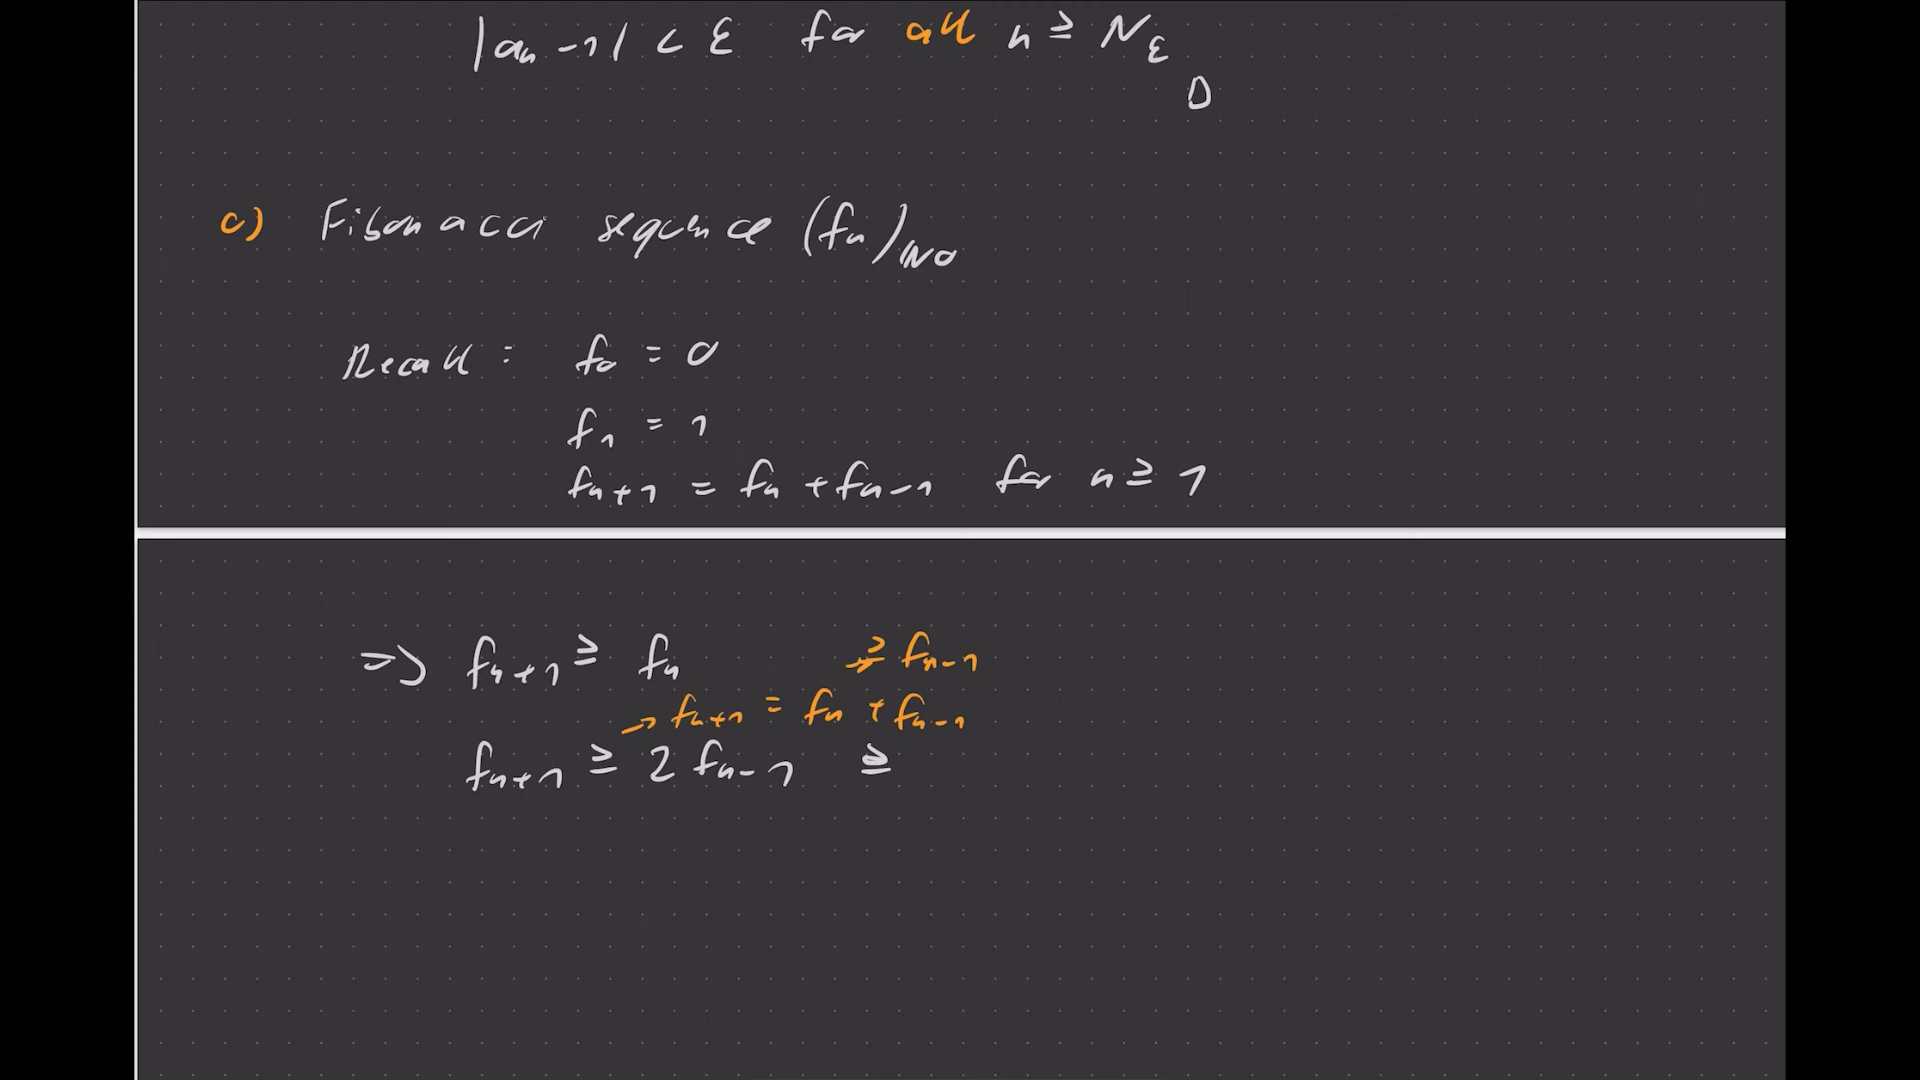 |aₙ - 1| < ε for all n ≥ N_ε
□
c) Fibonacci sequence (fₙ)_ℕ₀
Recall : f₀ = 0
f₁ = 1
fₙ₊₁ = fₙ + fₙ₋₁ for n ≥ 1
=> fₙ₊₁ ≥ fₙ ≥ fₙ₋₁
→ fₙ₊₁ = fₙ + fₙ₋₁
fₙ₊₁ ≥ 2 fₙ₋₁ ≥